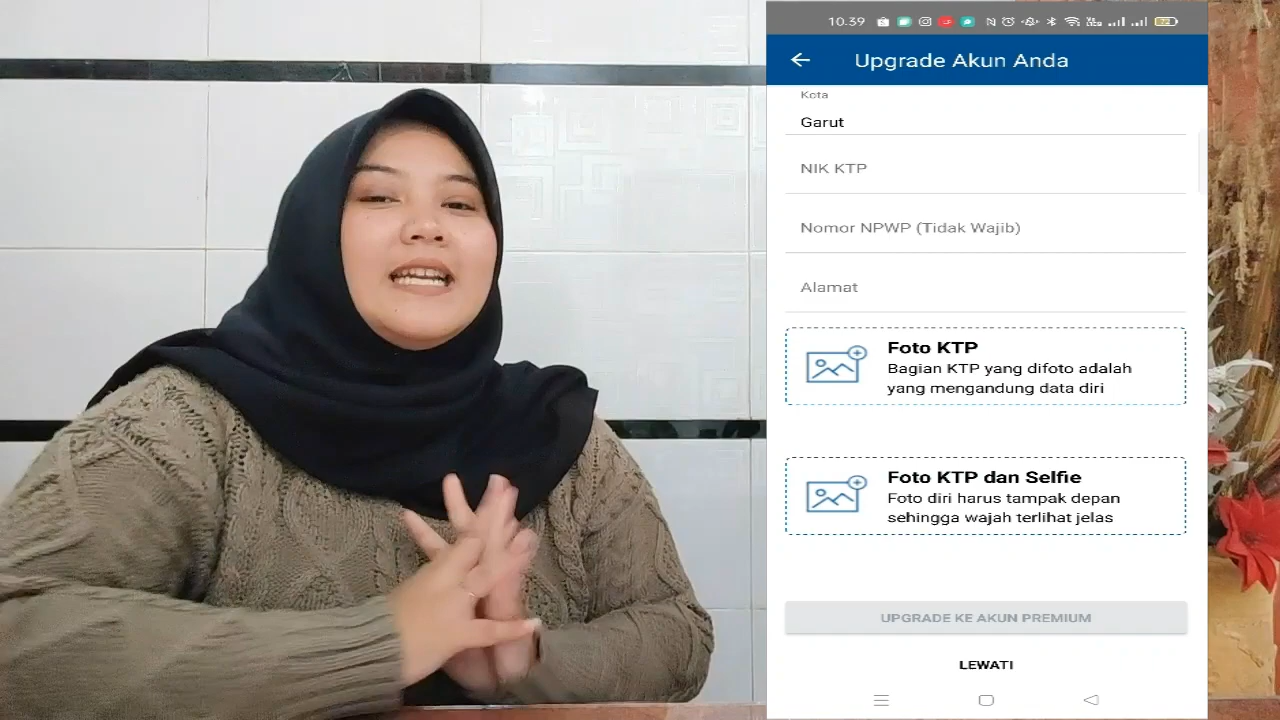 10.39
Upgrade Akun Anda
Kota
Garut
NIK KTP
Nomor NPWP (Tidak Wajib)
Alamat
Foto KTP
Bagian KTP yang difoto adalah
yang mengandung data diri
Foto KTP dan Selfie
Foto diri harus tampak depan
sehingga wajah terlihat jelas
UPGRADE KE AKUN PREMIUM
LEWATI